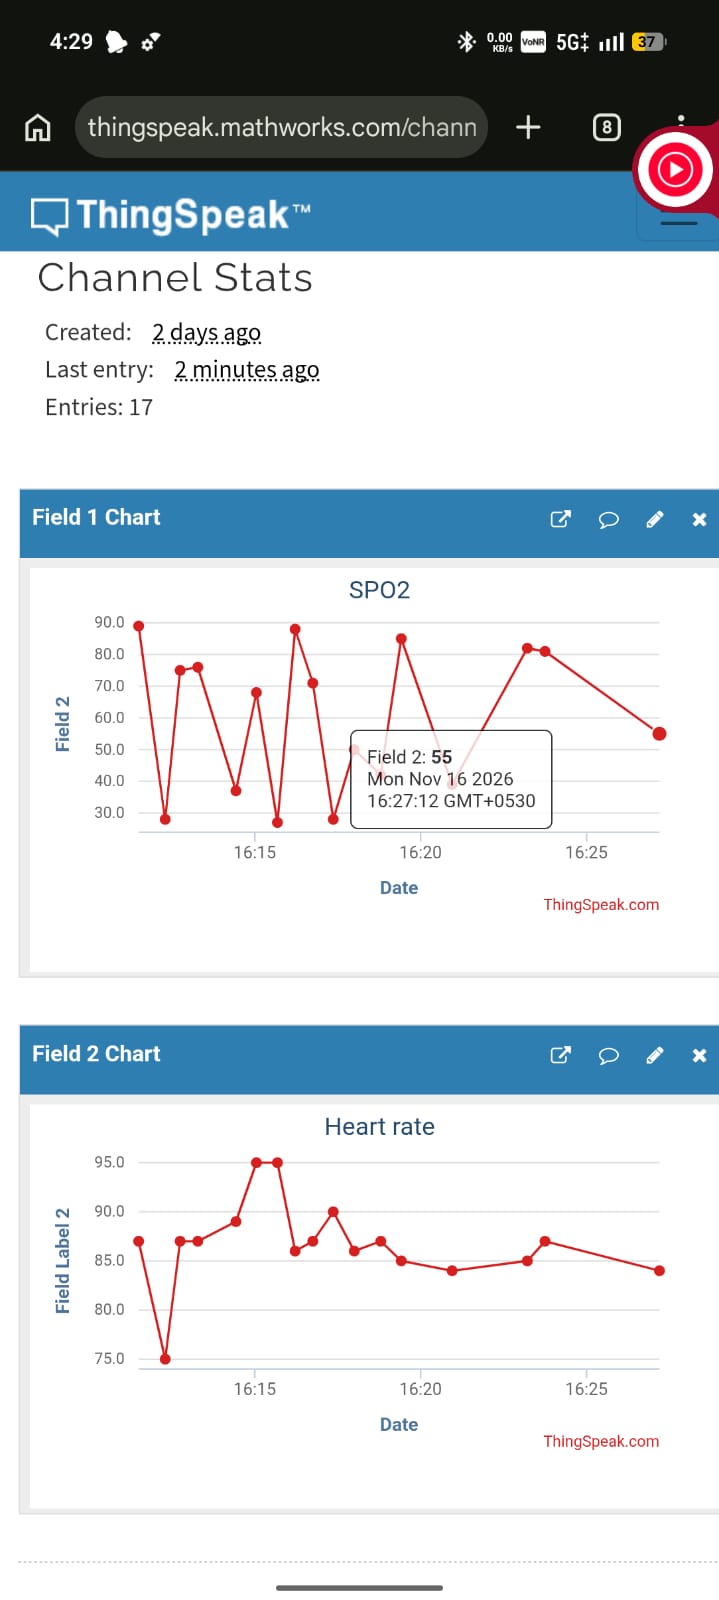 4:29 0.00 KB/s VoNR 5G 37
thingspeak.mathworks.com/chann
8
ThingSpeak™
Channel Stats
Created: 2 days ago
Last entry: 2 minutes ago
Entries: 17
Field 1 Chart
SPO2
90.0
80.0
70.0
60.0
50.0
40.0
30.0
Field 2
Field 2: 55
Mon Nov 16 2026
16:27:12 GMT+0530
16:15 16:20 16:25
Date
ThingSpeak.com
Field 2 Chart
Heart rate
95.0
90.0
85.0
80.0
75.0
Field Label 2
16:15 16:20 16:25
Date
ThingSpeak.com